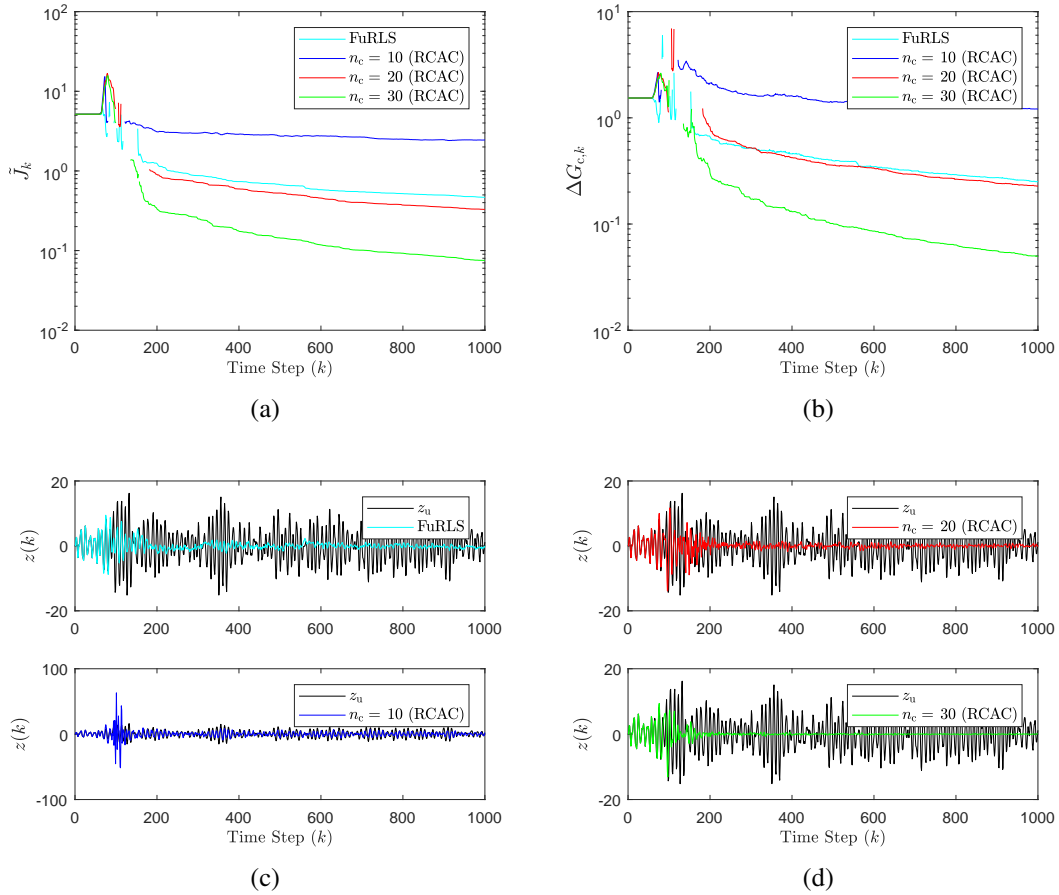 10^2
10^1
10^0
10^-1
10^-2
J̃_k
FuRLS
n_c = 10 (RCAC)
n_c = 20 (RCAC)
n_c = 30 (RCAC)
0 200 400 600 800 1000
Time Step (k)
(a)
10^1
10^0
10^-1
10^-2
ΔG_c,k
FuRLS
n_c = 10 (RCAC)
n_c = 20 (RCAC)
n_c = 30 (RCAC)
0 200 400 600 800 1000
Time Step (k)
(b)
20
0
-20
z(k)
z_u
FuRLS
0 200 400 600 800 1000
100
0
-100
z(k)
z_u
n_c = 10 (RCAC)
0 200 400 600 800 1000
Time Step (k)
(c)
20
0
-20
z(k)
z_u
n_c = 20 (RCAC)
0 200 400 600 800 1000
20
0
-20
z(k)
z_u
n_c = 30 (RCAC)
0 200 400 600 800 1000
Time Step (k)
(d)